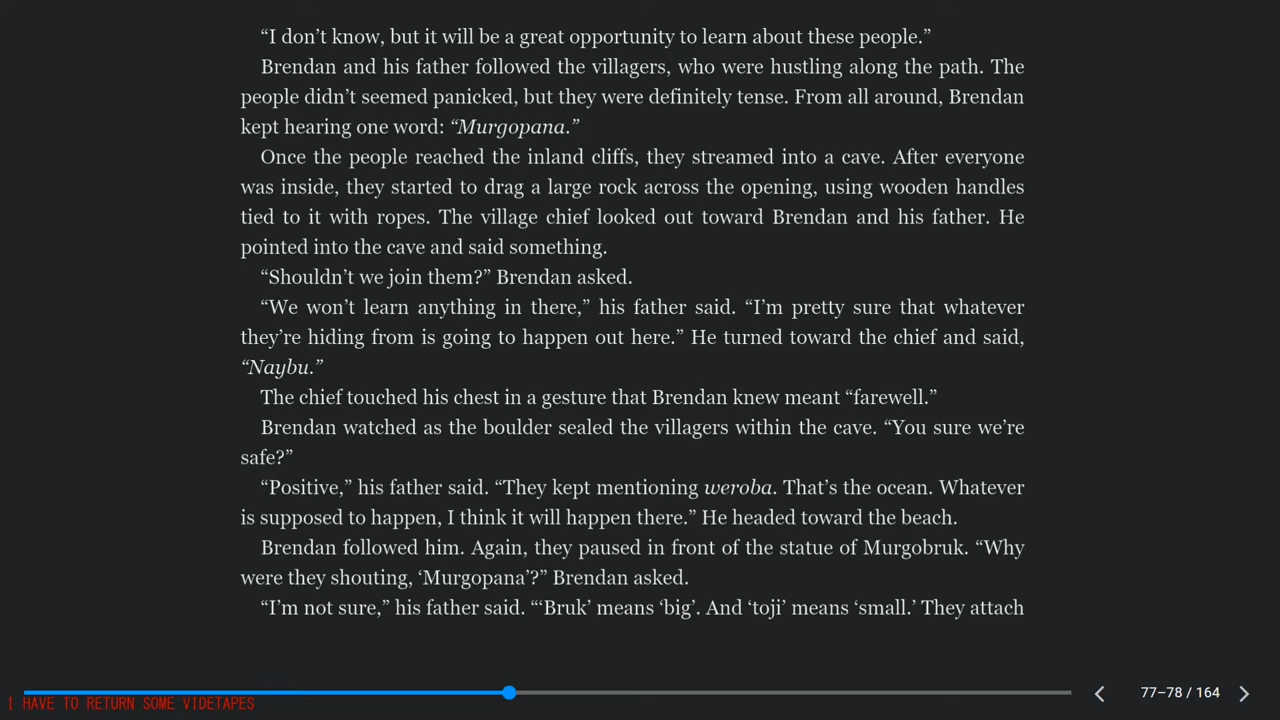 “I don’t know, but it will be a great opportunity to learn about these people.”
Brendan and his father followed the villagers, who were hustling along the path. The
people didn’t seemed panicked, but they were definitely tense. From all around, Brendan
kept hearing one word: “Murgopana.”
Once the people reached the inland cliffs, they streamed into a cave. After everyone
was inside, they started to drag a large rock across the opening, using wooden handles
tied to it with ropes. The village chief looked out toward Brendan and his father. He
pointed into the cave and said something.
“Shouldn’t we join them?” Brendan asked.
“We won’t learn anything in there,” his father said. “I’m pretty sure that whatever
they’re hiding from is going to happen out here.” He turned toward the chief and said,
“Naybu.”
The chief touched his chest in a gesture that Brendan knew meant “farewell.”
Brendan watched as the boulder sealed the villagers within the cave. “You sure we’re
safe?”
“Positive,” his father said. “They kept mentioning weroba. That’s the ocean. Whatever
is supposed to happen, I think it will happen there.” He headed toward the beach.
Brendan followed him. Again, they paused in front of the statue of Murgobruk. “Why
were they shouting, ‘Murgopana’?” Brendan asked.
“I’m not sure,” his father said. “‘Bruk’ means ‘big’. And ‘toji’ means ‘small.’ They attach
77–78 / 164
I HAVE TO RETURN SOME VIDETAPES